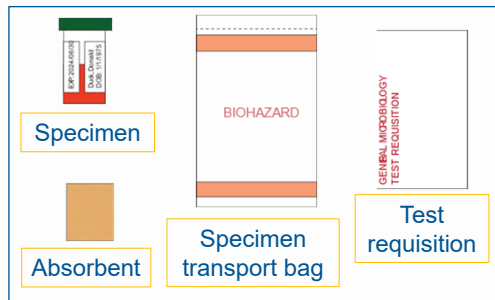 EXP:2024/06/30
Duck,Donald
DOB: 1/1/1975
Specimen
Absorbent
BIOHAZARD
Specimen
transport bag
GENERAL MICROBIOLOGY
TEST REQUISITION
Test
requisition